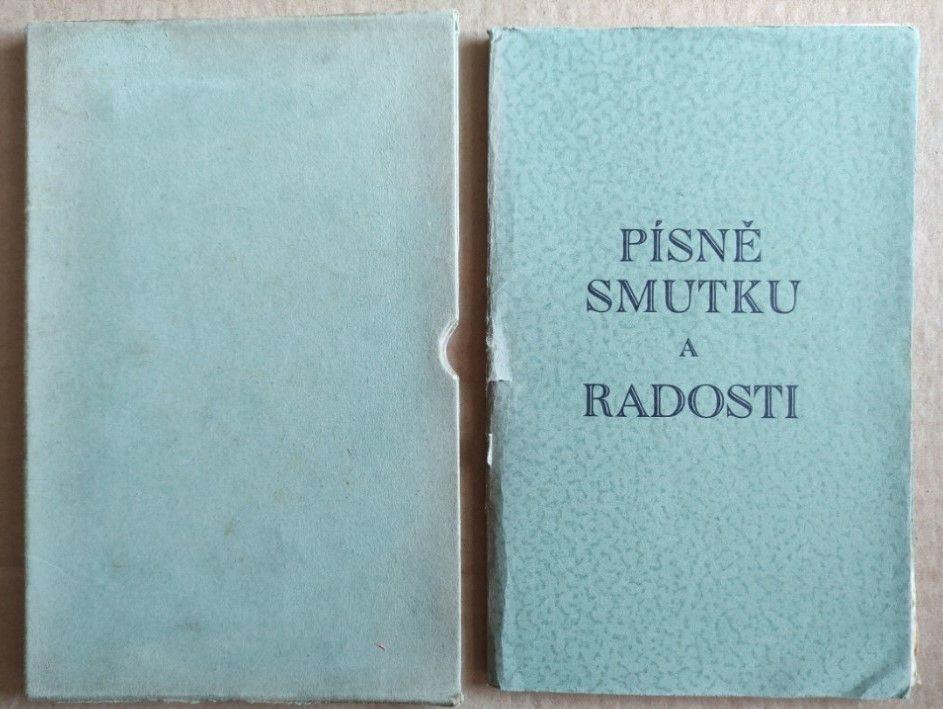 PÍSNĚ
SMUTKU
A
RADOSTI